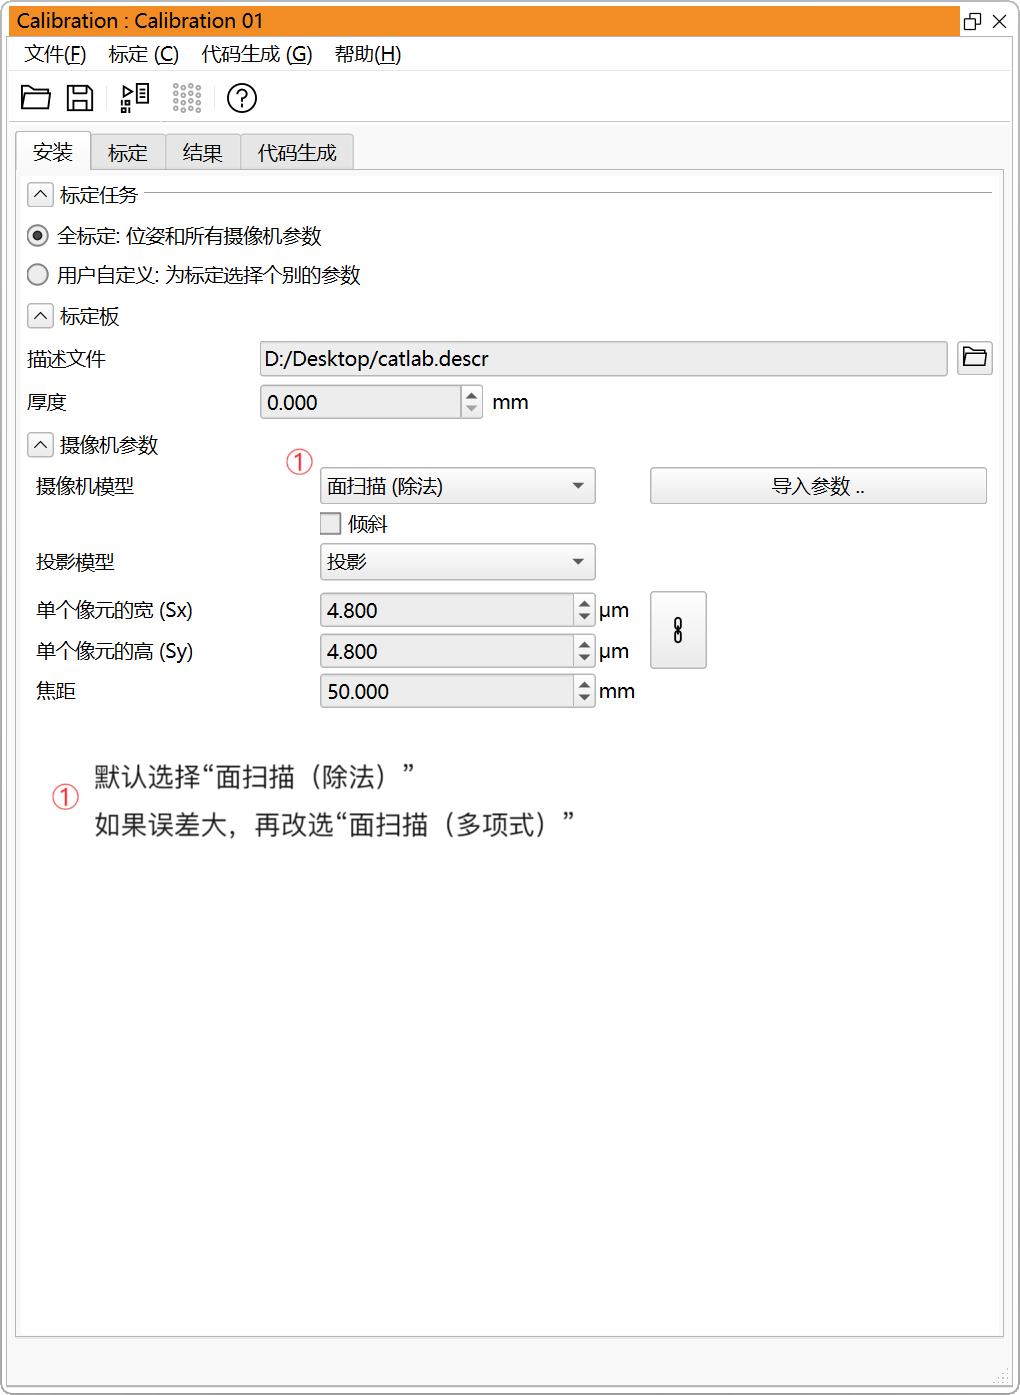 Calibration : Calibration 01
文件(F) 标定 (C) 代码生成 (G) 帮助(H)
安装 标定 结果 代码生成
标定任务
全标定: 位姿和所有摄像机参数
用户自定义: 为标定选择个别的参数
标定板
描述文件 D:/Desktop/catlab.descr
厚度 0.000 mm
摄像机参数
①
摄像机模型 面扫描 (除法) 导入参数 ..
倾斜
投影模型 投影
单个像元的宽 (Sx) 4.800 µm
单个像元的高 (Sy) 4.800 µm
焦距 50.000 mm
① 默认选择“面扫描（除法）”
如果误差大，再改选“面扫描（多项式）”